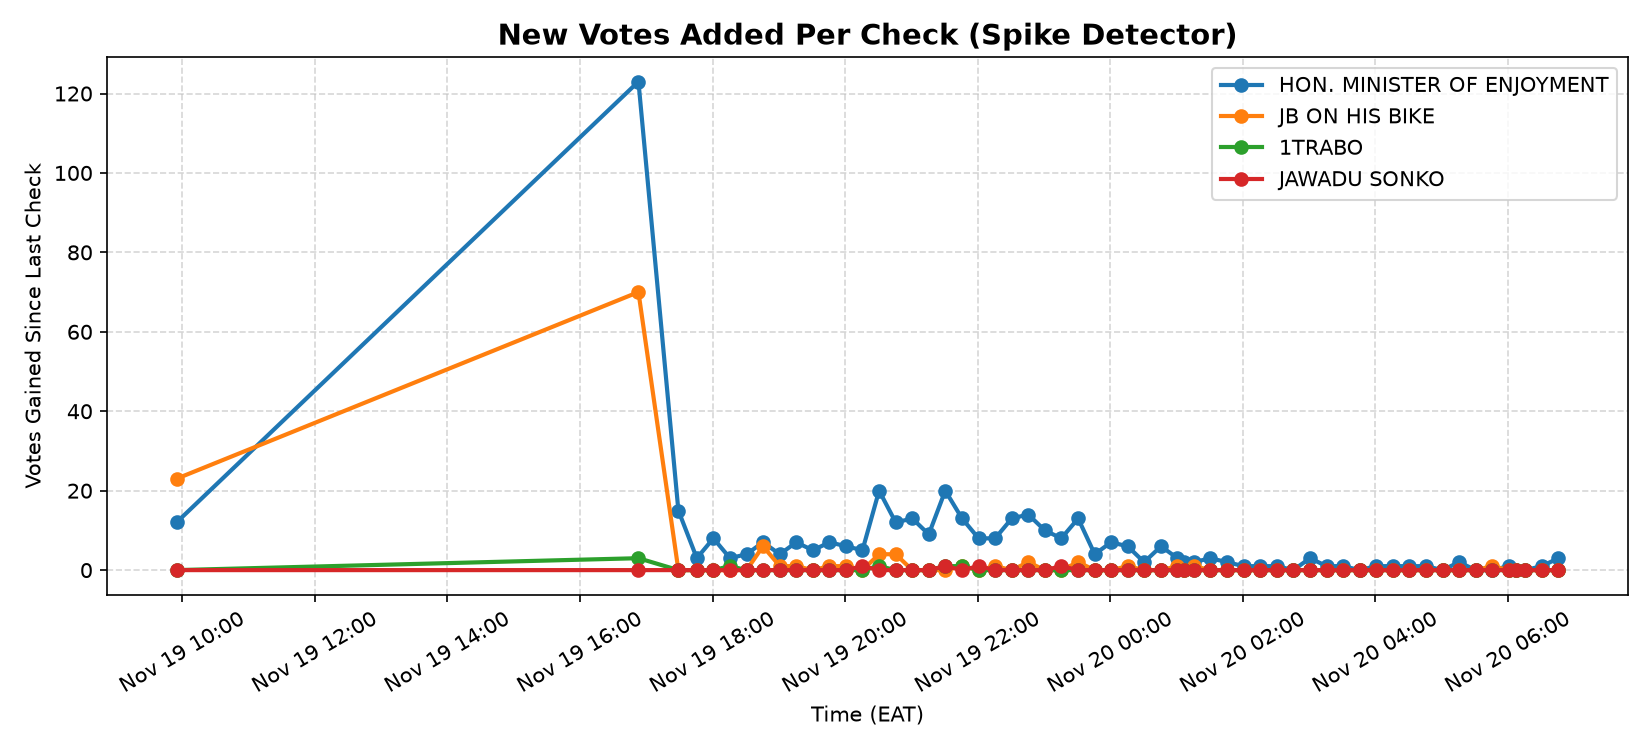 New Votes Added Per Check (Spike Detector)
HON. MINISTER OF ENJOYMENT
JB ON HIS BIKE
1TRABO
JAWADU SONKO
Votes Gained Since Last Check
120
100
80
60
40
20
0
Nov 19 10:00
Nov 19 12:00
Nov 19 14:00
Nov 19 16:00
Nov 19 18:00
Nov 19 20:00
Nov 19 22:00
Nov 20 00:00
Nov 20 02:00
Nov 20 04:00
Nov 20 06:00
Time (EAT)